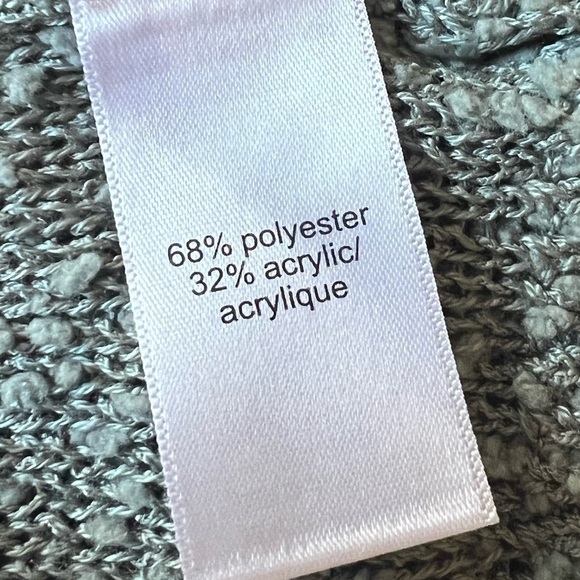 68% polyester
32% acrylic/
acrylique